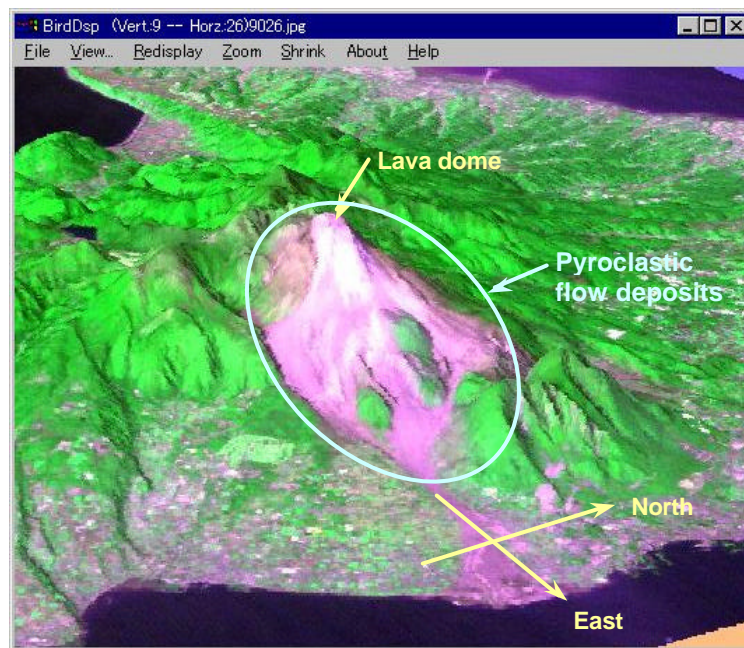 BirdDsp (Vert.:9 -- Horz.:26)9026.jpg
File View... Redisplay Zoom Shrink About Help
Lava dome
Pyroclastic
flow deposits
North
East